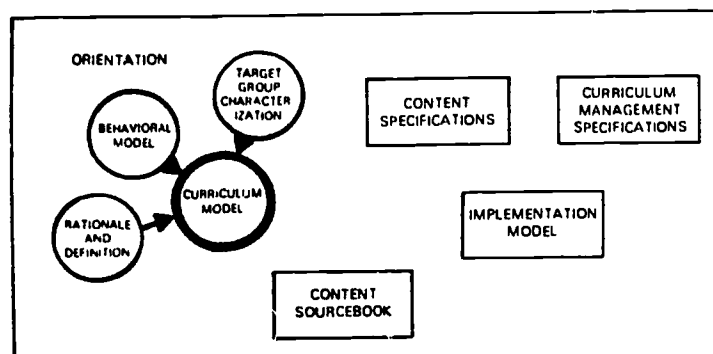 ORIENTATION
TARGET
GROUP
CHARACTER
IZATION
BEHAVIORAL
MODEL
CURRICULUM
MODEL
RATIONALE
AND
DEFINITION
CONTENT
SPECIFICATIONS
CURRICULUM
MANAGEMENT
SPECIFICATIONS
IMPLEMENTATION
MODEL
CONTENT
SOURCEBOOK